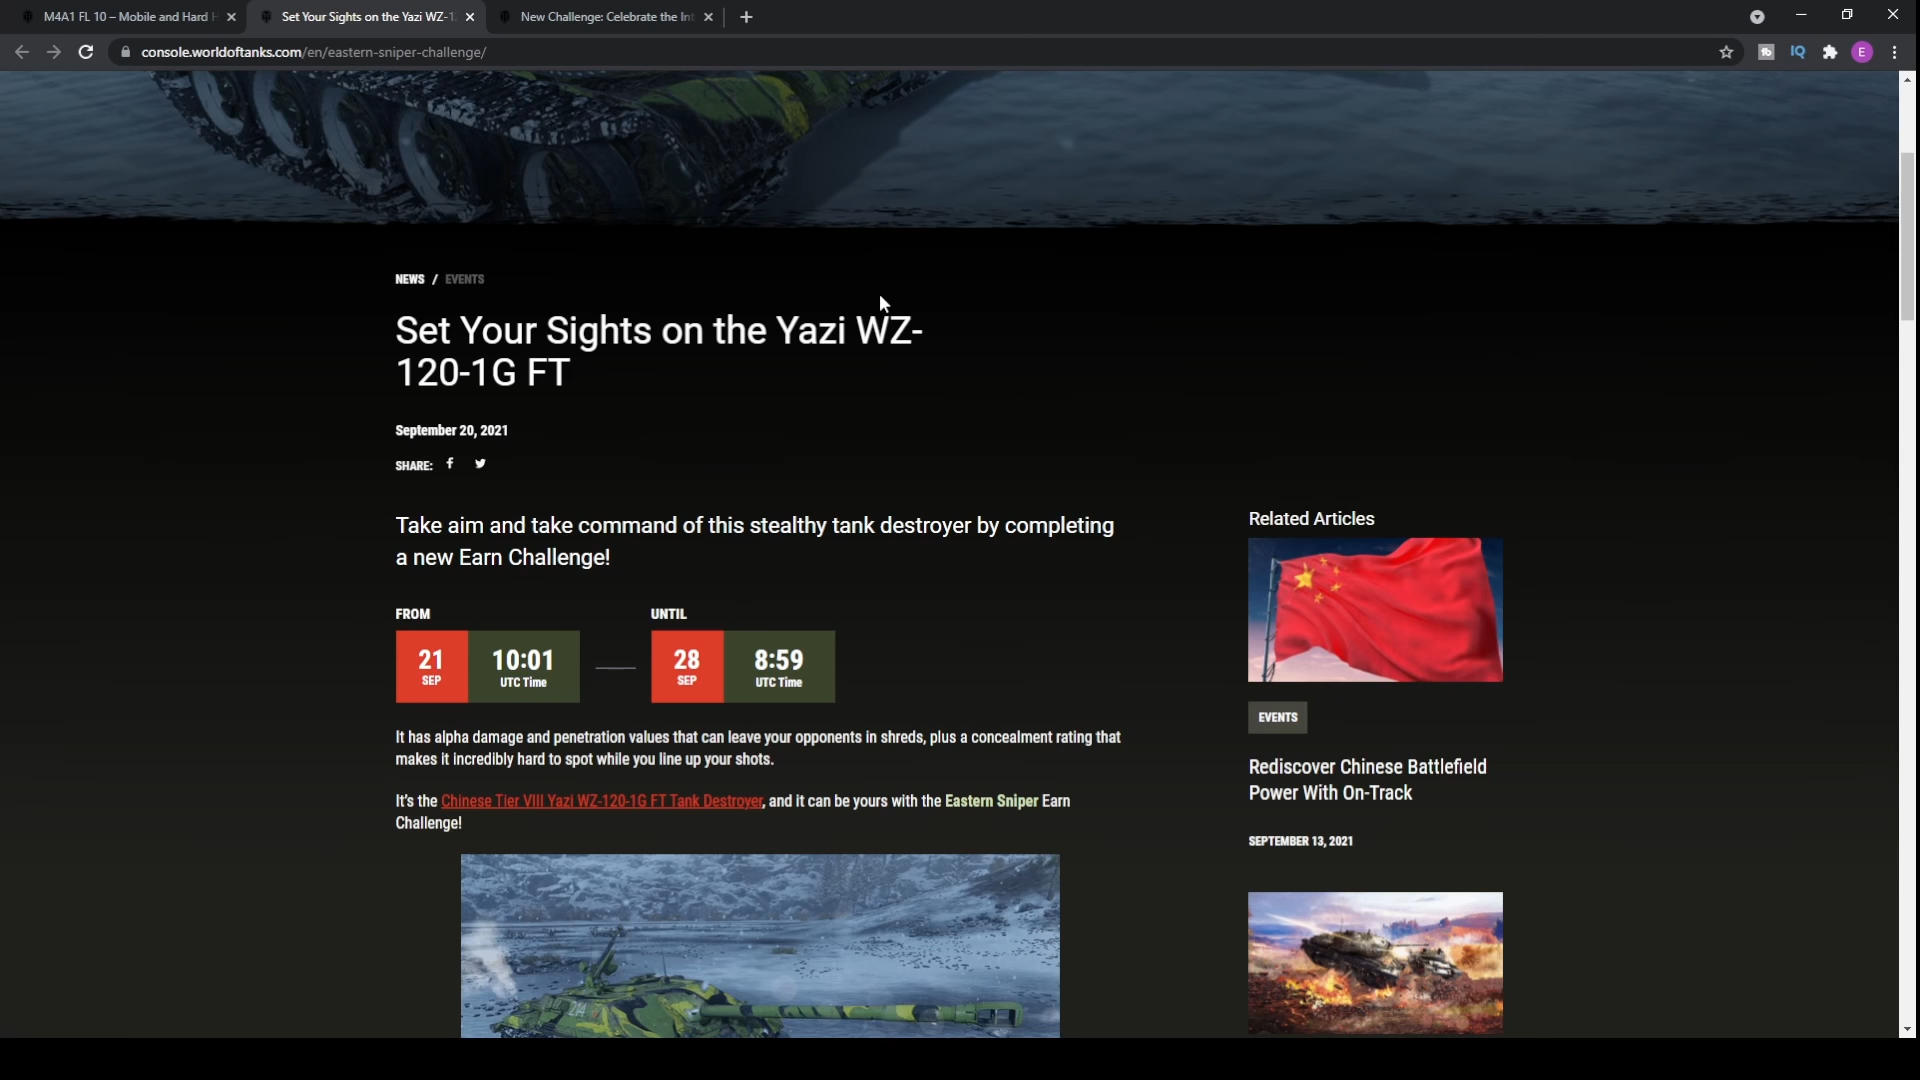 M4A1 FL 10 – Mobile and Hard H
Set Your Sights on the Yazi WZ-1
New Challenge: Celebrate the Int
console.worldoftanks.com/en/eastern-sniper-challenge/
IQ
E
NEWS / EVENTS
Set Your Sights on the Yazi WZ-
120-1G FT
September 20, 2021
SHARE:
Take aim and take command of this stealthy tank destroyer by completing
a new Earn Challenge!
FROM
21
SEP
10:01
UTC Time
UNTIL
28
SEP
8:59
UTC Time
It has alpha damage and penetration values that can leave your opponents in shreds, plus a concealment rating that
makes it incredibly hard to spot while you line up your shots.
It's the Chinese Tier VIII Yazi WZ-120-1G FT Tank Destroyer, and it can be yours with the Eastern Sniper Earn
Challenge!
Related Articles
EVENTS
Rediscover Chinese Battlefield
Power With On-Track
SEPTEMBER 13, 2021